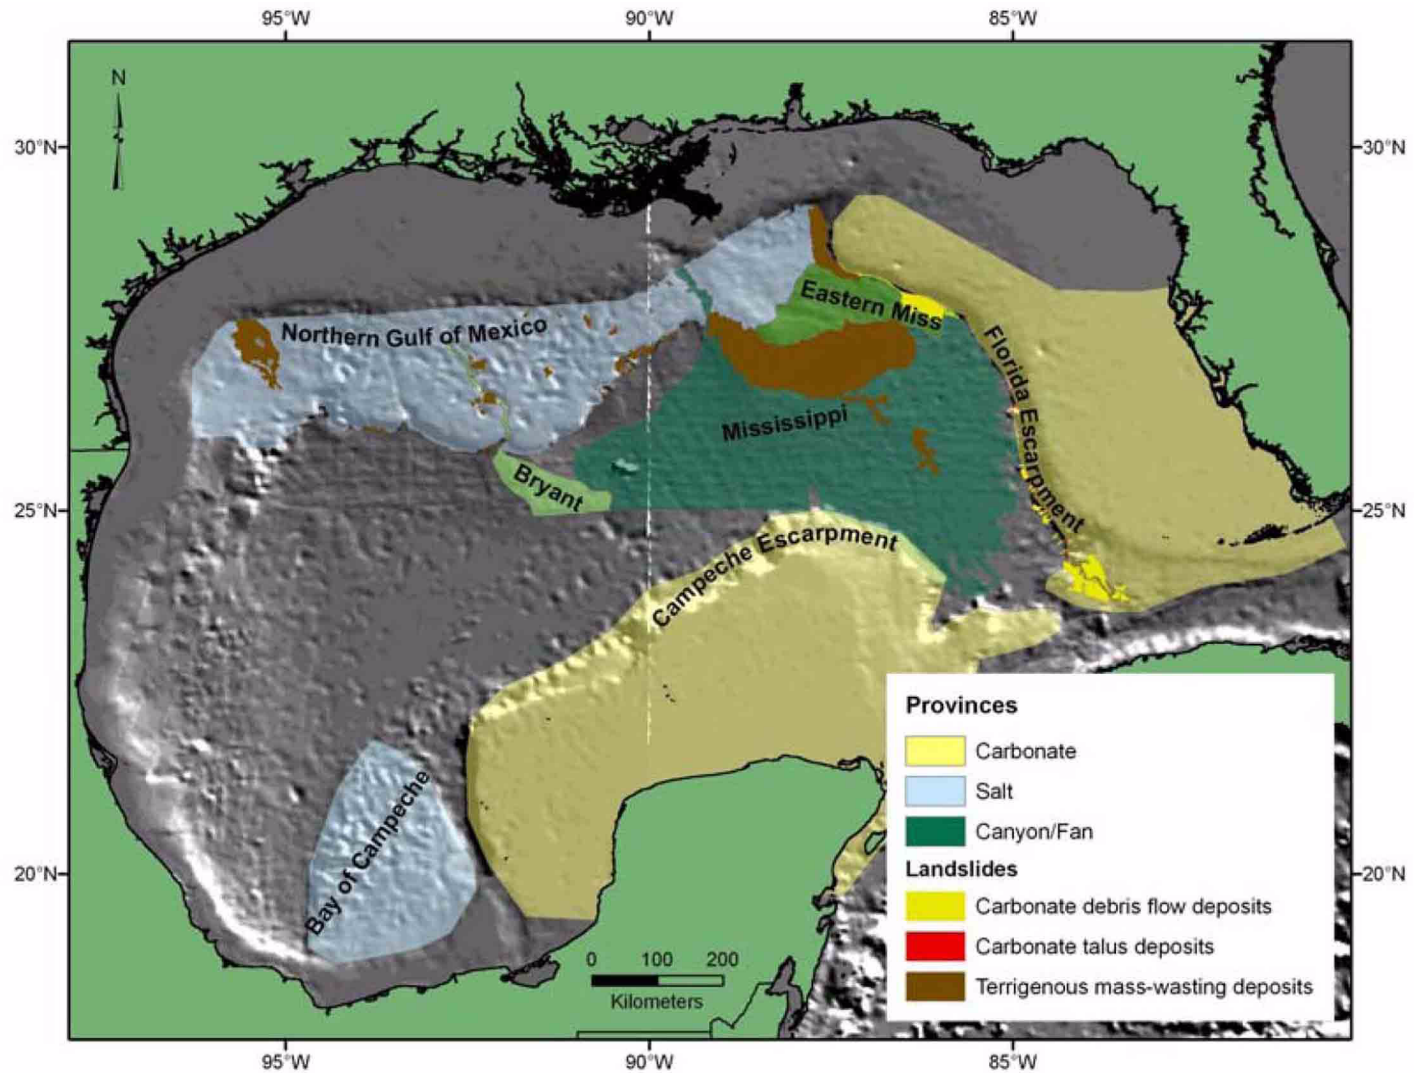 95°W 90°W 85°W
N
30°N 30°N
Northern Gulf of Mexico
Eastern Miss
Florida Escarpment
Mississippi
Bryant
25°N 25°N
Campeche Escarpment
Bay of Campeche
20°N 20°N
Provinces
Carbonate
Salt
Canyon/Fan
Landslides
Carbonate debris flow deposits
Carbonate talus deposits
Terrigenous mass-wasting deposits
0 100 200
Kilometers
95°W 90°W 85°W